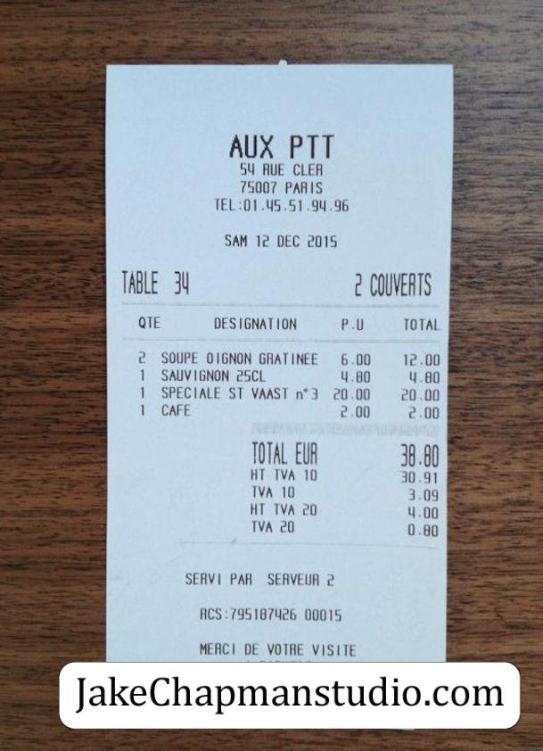 AUX PTT
54 RUE CLER
75007 PARIS
TEL:01.45.51.94.96
SAM 12 DEC 2015
TABLE 34 2 COUVERTS
QTE DESIGNATION P.U TOTAL
2 SOUPE OIGNON GRATINEE 6.00 12.00
1 SAUVIGNON 25CL 4.80 4.80
1 SPECIALE ST VAAST n°3 20.00 20.00
1 CAFE 2.00 2.00
TOTAL EUR 38.80
HT TVA 10 30.91
TVA 10 3.09
HT TVA 20 4.00
TVA 20 0.80
SERVI PAR SERVEUR 2
RCS:795187426 00015
MERCI DE VOTRE VISITE
JakeChapmanstudio.com